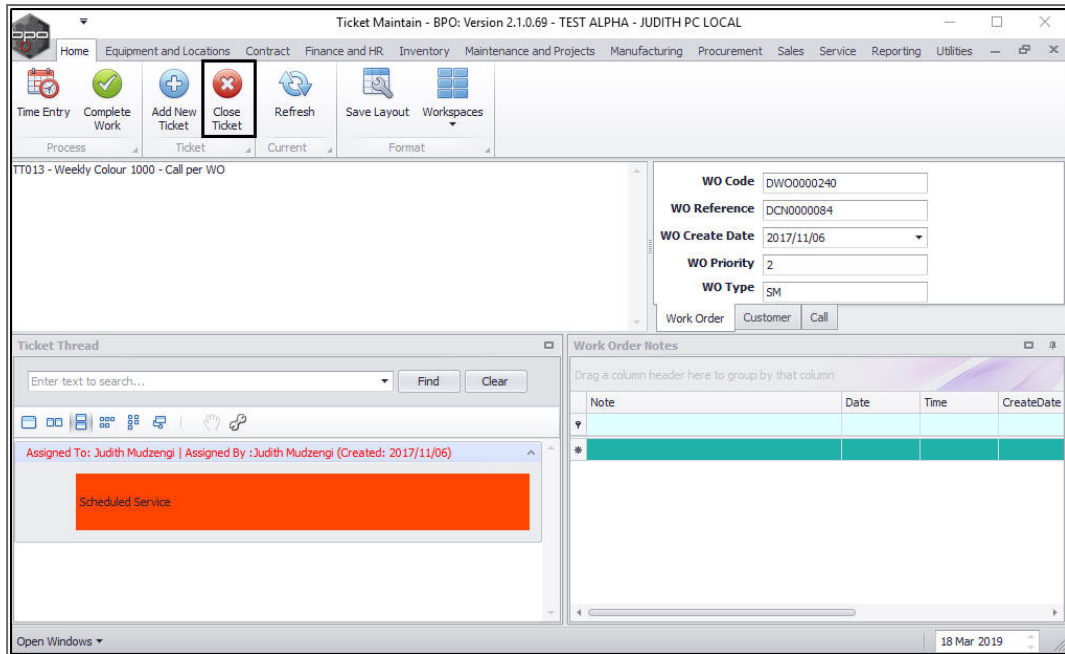 Ticket Maintain - BPO: Version 2.1.0.69 - TEST ALPHA - JUDITH PC LOCAL
bpo
Home Equipment and Locations Contract Finance and HR Inventory Maintenance and Projects Manufacturing Procurement Sales Service Reporting Utilities
Time Entry Complete Work Add New Ticket Close Ticket Refresh Save Layout Workspaces
Process Ticket Current Format
TT013 - Weekly Colour 1000 - Call per WO
WO Code DWO0000240
WO Reference DCN0000084
WO Create Date 2017/11/06
WO Priority 2
WO Type SM
Work Order Customer Call
Ticket Thread
Enter text to search... Find Clear
Assigned To: Judith Mudzengi | Assigned By :Judith Mudzengi (Created: 2017/11/06)
Scheduled Service
Work Order Notes
Drag a column header here to group by that column
Note Date Time CreateDate
Open Windows 18 Mar 2019